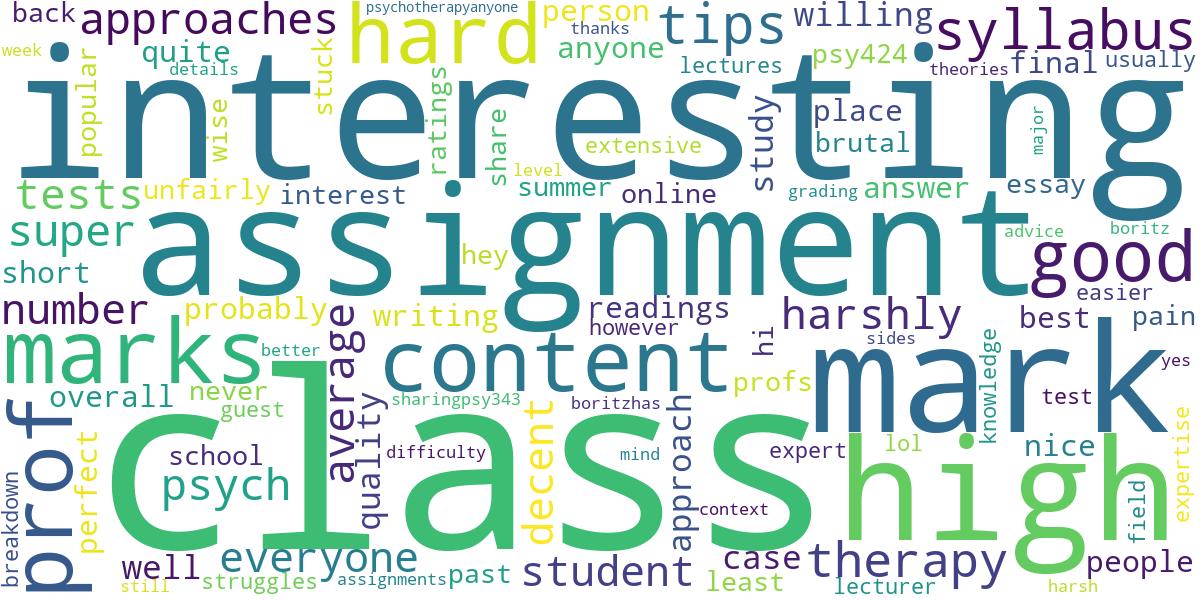 back
approaches
hard
psychotherapyanyone
person
thanks
tips
willing
syllabus
week
quite
details
stuck
anyone
lectures
psy424
theories
final
usually
interesting
popular
wise
ratings
share
extensive
study
place
brutal
major
level
tests
unfairly
interest
summer
online
grading
answer
essay
super
assignment
hey
advice
boritz
good
short
number
probably
average
writing
readings
however
hi
harshly
easier
best
pain
marks
better
content
profs
mark
sides
knowledge
test
yes
overall
never
guest
sharingpsy343
boritzhas
prof
perfect
class
school
psych
quality
difficulty
decent
mind
approach
context
expert
lol
high
nice
field
expertise
breakdown
well
everyone
still
struggles
assignments
past
student
least
case
therapy
lecturer
people
harsh